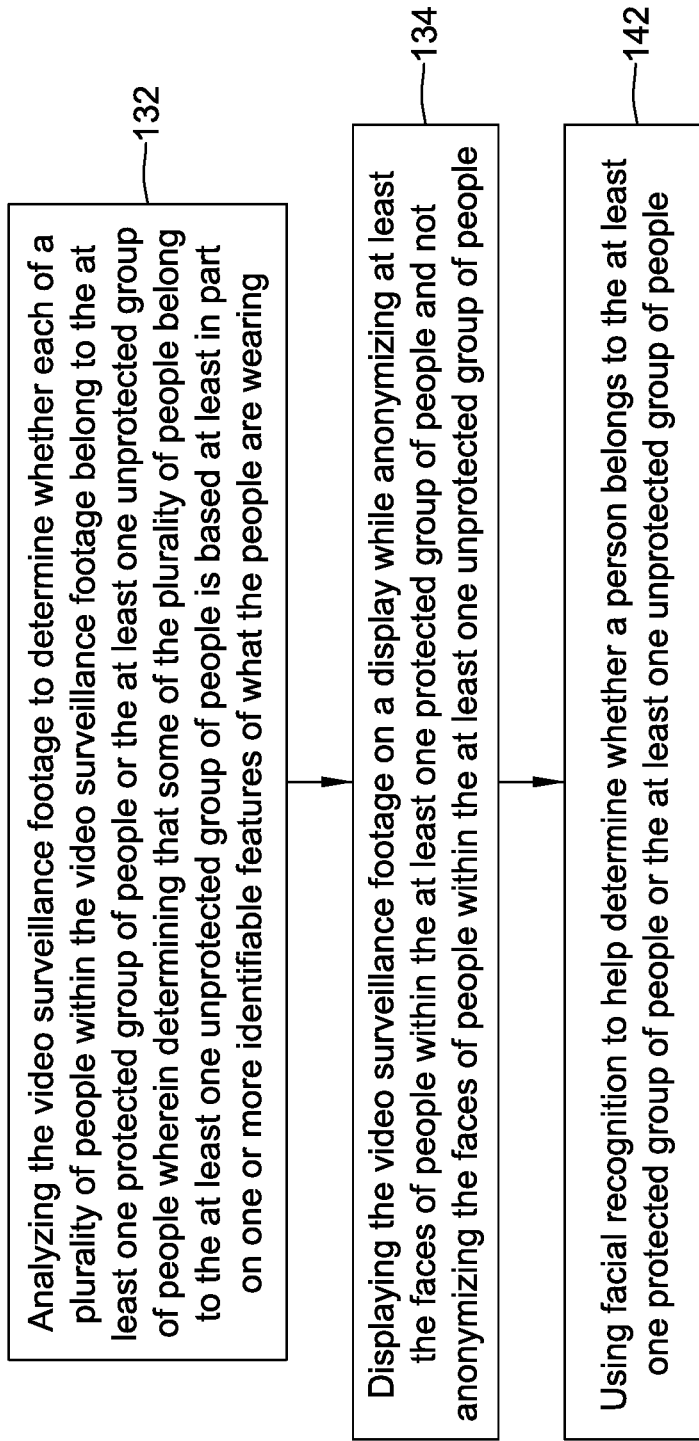 Analyzing the video surveillance footage to determine whether each of a
plurality of people within the video surveillance footage belong to the at
least one protected group of people or the at least one unprotected group
of people wherein determining that some of the plurality of people belong
to the at least one unprotected group of people is based at least in part
on one or more identifiable features of what the people are wearing
132
Displaying the video surveillance footage on a display while anonymizing at least
the faces of people within the at least one protected group of people and not
anonymizing the faces of people within the at least one unprotected group of people
134
Using facial recognition to help determine whether a person belongs to the at least
one protected group of people or the at least one unprotected group of people
142